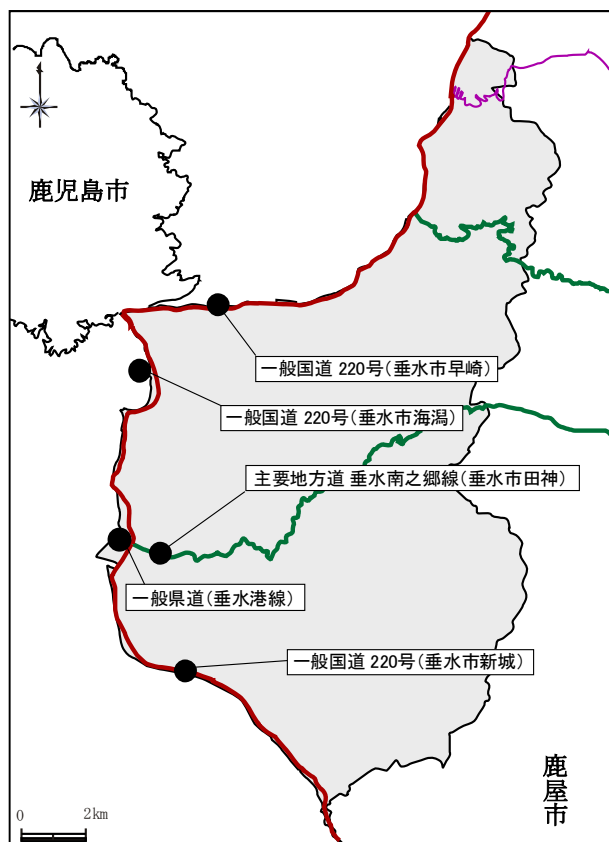 鹿児島市
一般国道 220号(垂水市早崎)
一般国道 220号(垂水市海潟)
主要地方道 垂水南之郷線(垂水市田神)
一般県道(垂水港線)
一般国道 220号(垂水市新城)
鹿屋市
0 2km